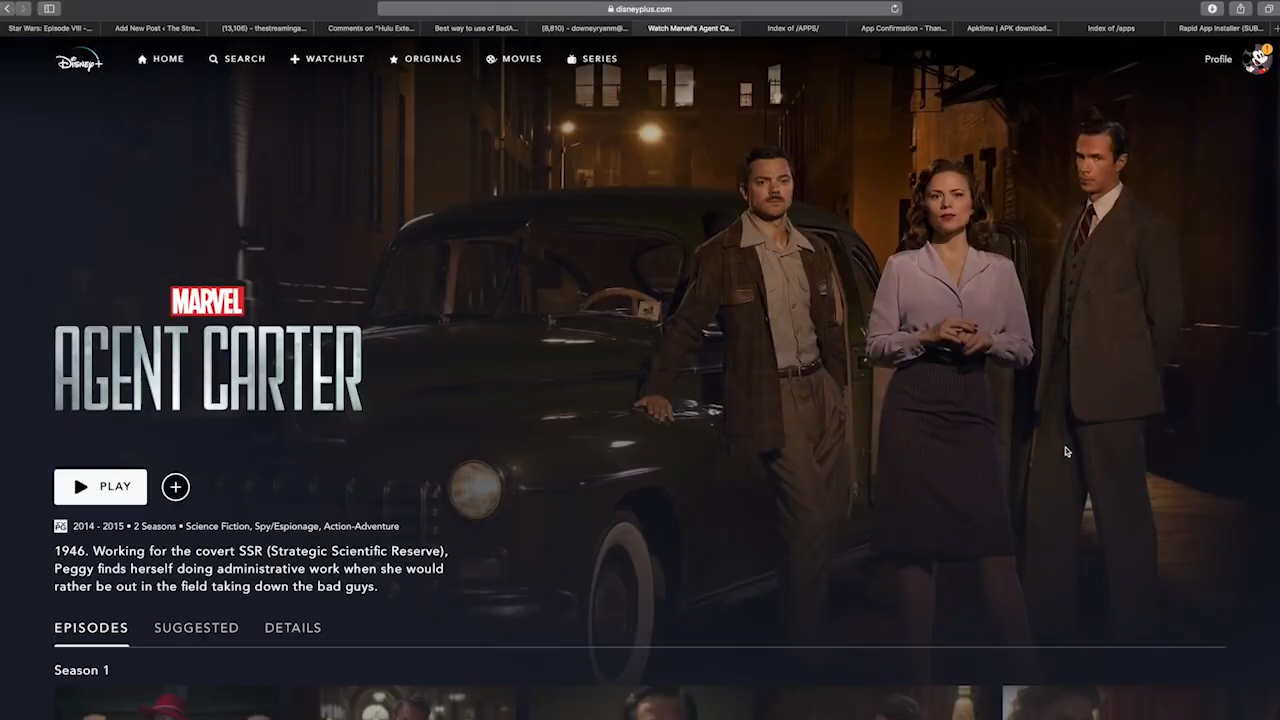 disneyplus.com
Star Wars: Episode VIII –...
Add New Post ‹ The Stre...
(13,106) - thestreaminga...
Comments on "Hulu Exte...
Best way to use of BadA...
(8,810) – downeyryanm@...
Watch Marvel's Agent Ca...
Index of /APPS/
App Confirmation - Than...
Apktime | APK download...
Index of /apps
Rapid App Installer (SUB...
Disney+
HOME
SEARCH
WATCHLIST
ORIGINALS
MOVIES
SERIES
Profile
MARVEL
AGENT CARTER
PLAY
PG 2014 - 2015 • 2 Seasons • Science Fiction, Spy/Espionage, Action-Adventure
1946. Working for the covert SSR (Strategic Scientific Reserve),
Peggy finds herself doing administrative work when she would
rather be out in the field taking down the bad guys.
EPISODES
SUGGESTED
DETAILS
Season 1